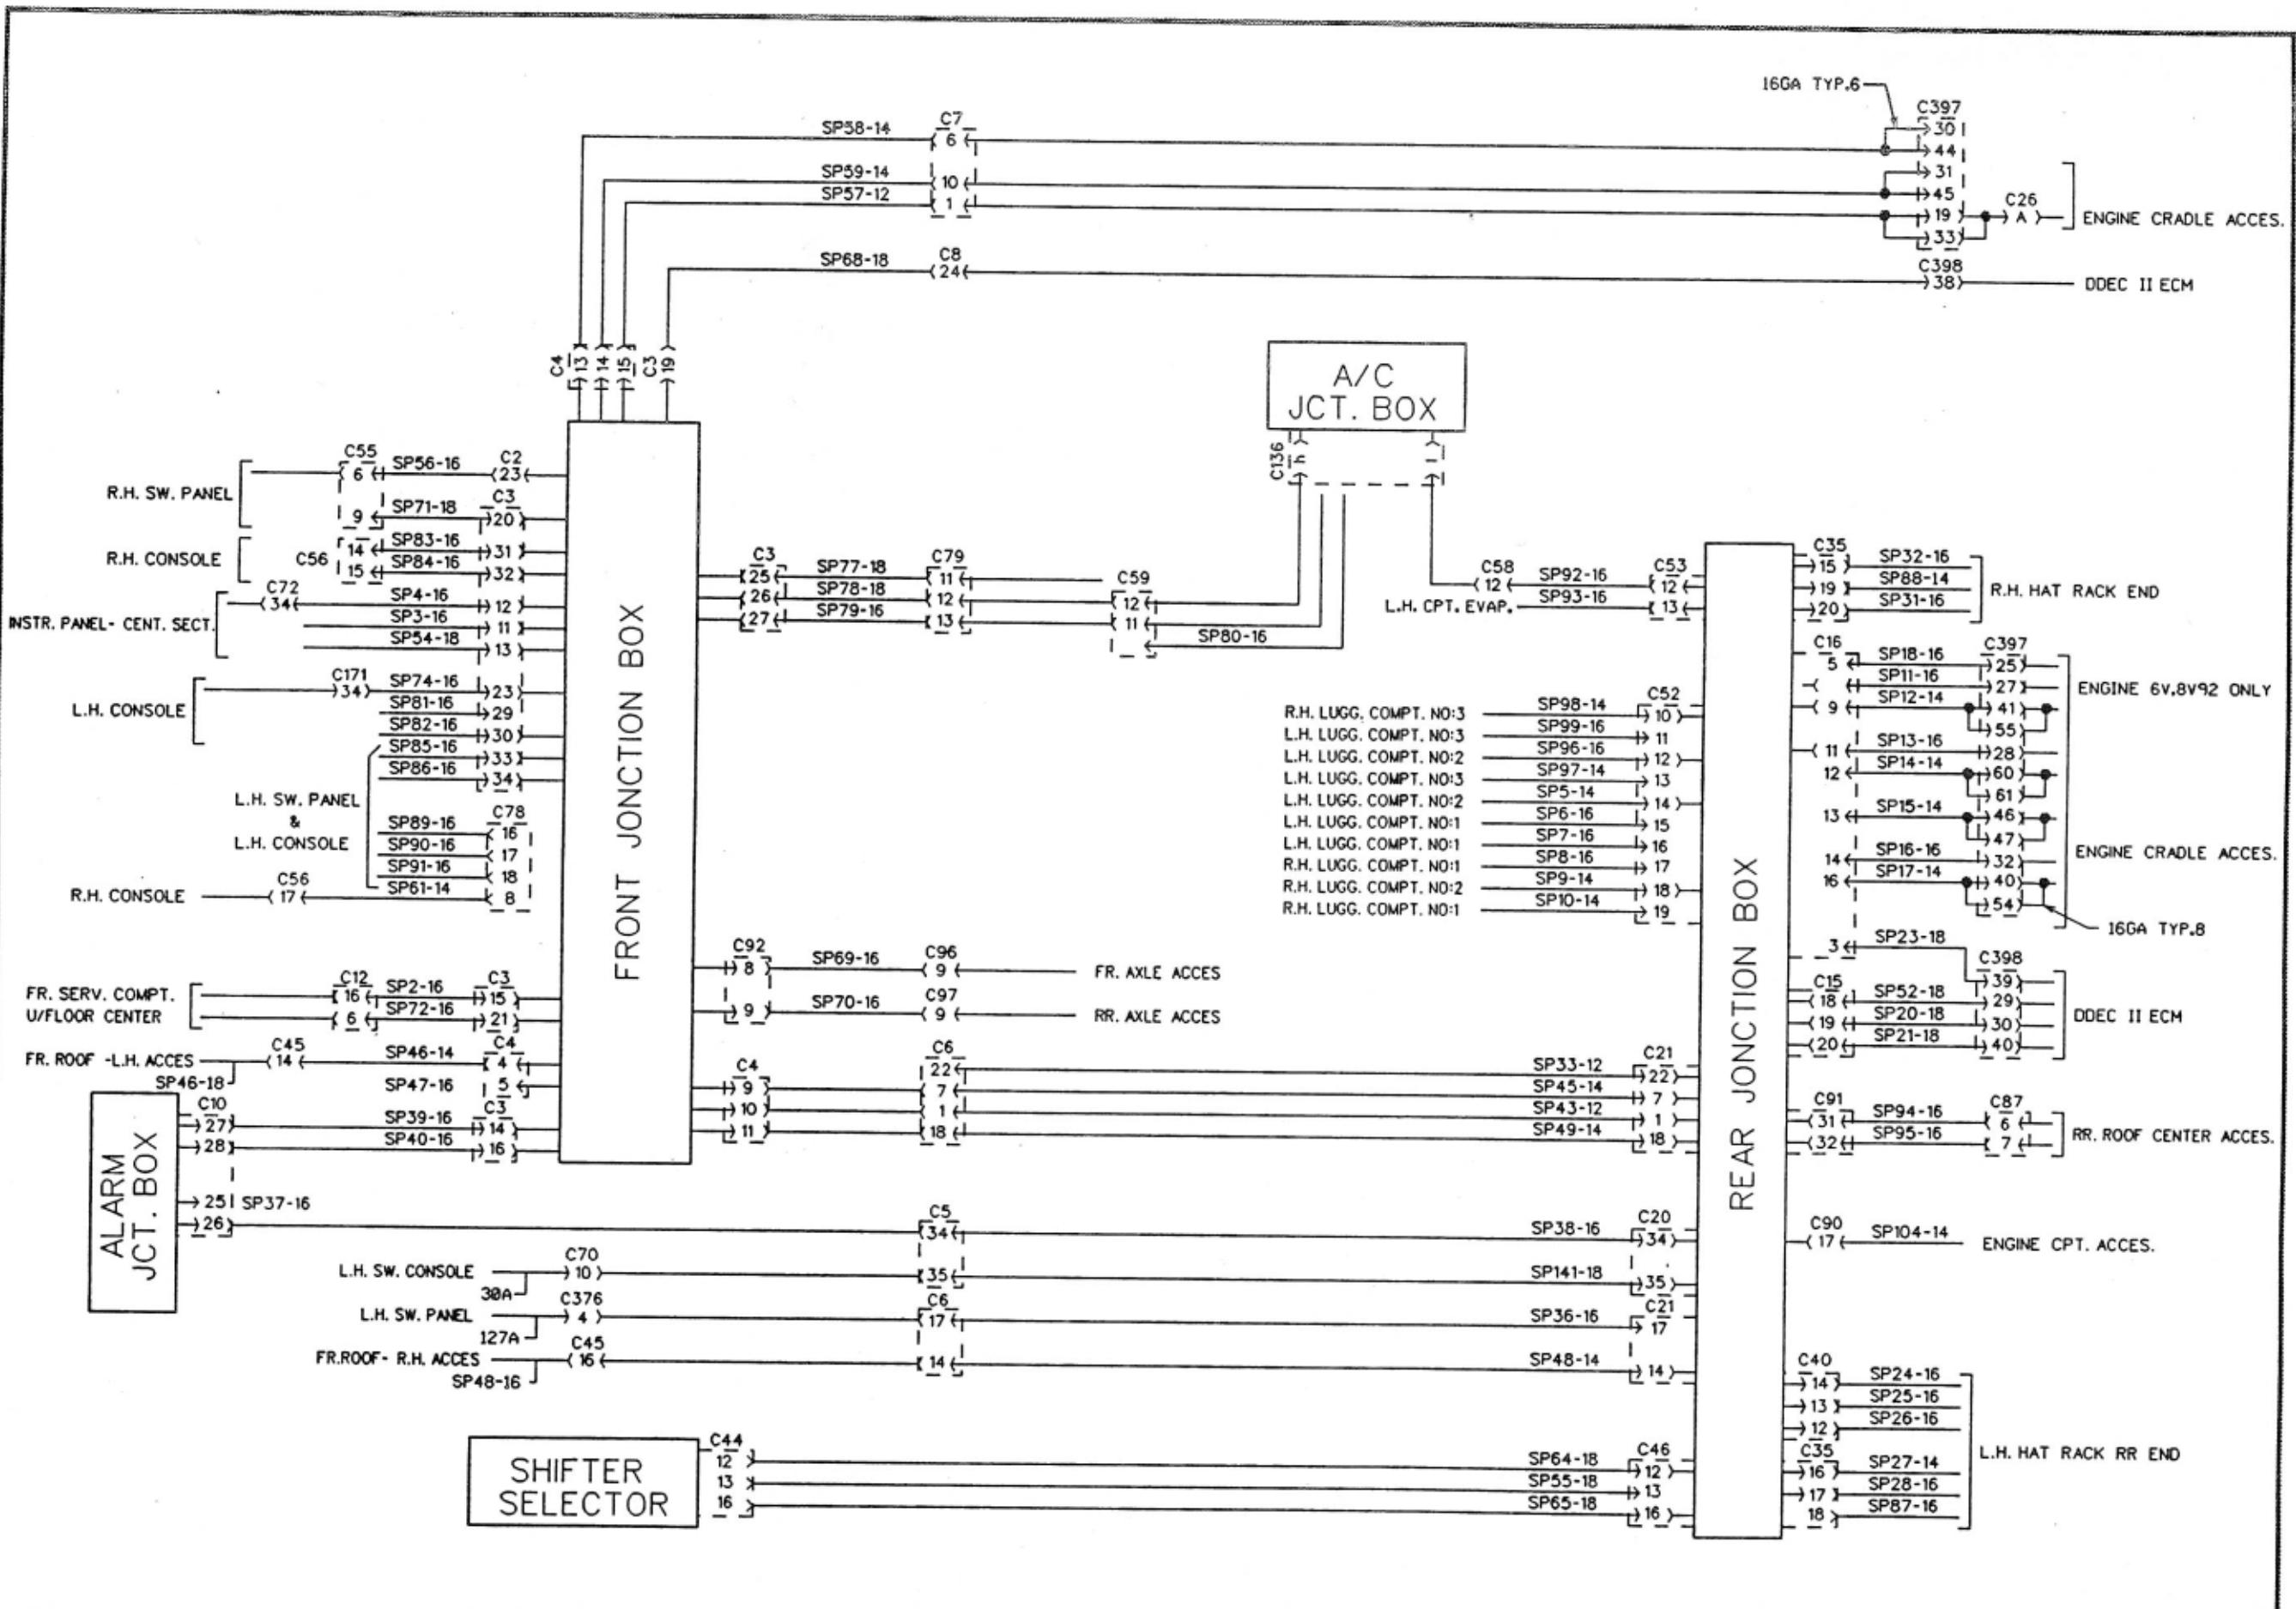 16GA TYP.6
C397
SP58-14
C7
6
30
44
31
SP59-14
10
45
C26
SP57-12
1
19
A
ENGINE CRADLE ACCES.
33
SP68-18
C8
24
C398
38
DDEC II ECM
C4
13
14
15
C3
19
A/C
JCT. BOX
C136
h
C55
SP56-16
C2
6
23
R.H. SW. PANEL
C3
9
SP71-18
20
R.H. CONSOLE
C56
14
SP83-16
31
15
SP84-16
32
C72
34
SP4-16
12
INSTR. PANEL- CENT. SECT.
SP3-16
11
SP54-18
13
C171
34
SP74-16
23
L.H. CONSOLE
SP81-16
29
SP82-16
30
SP85-16
33
SP86-16
34
L.H. SW. PANEL
&
L.H. CONSOLE
C78
SP89-16
16
SP90-16
17
SP91-16
18
R.H. CONSOLE
C56
17
SP61-14
8
FRONT JONCTION BOX
C3
25
SP77-18
C79
11
26
SP78-18
12
27
SP79-16
13
C59
12
11
SP80-16
C58
12
SP92-16
C53
12
L.H. CPT. EVAP.
SP93-16
13
R.H. LUGG. COMPT. NO:3
SP98-14
C52
10
L.H. LUGG. COMPT. NO:3
SP99-16
11
L.H. LUGG. COMPT. NO:2
SP96-16
12
L.H. LUGG. COMPT. NO:3
SP97-14
13
L.H. LUGG. COMPT. NO:2
SP5-14
14
L.H. LUGG. COMPT. NO:1
SP6-16
15
L.H. LUGG. COMPT. NO:1
SP7-16
16
R.H. LUGG. COMPT. NO:1
SP8-16
17
R.H. LUGG. COMPT. NO:2
SP9-14
18
R.H. LUGG. COMPT. NO:1
SP10-14
19
REAR JONCTION BOX
C35
15
SP32-16
19
SP88-14
20
SP31-16
R.H. HAT RACK END
C16
5
SP18-16
C397
25
SP11-16
27
ENGINE 6V,8V92 ONLY
9
SP12-14
41
55
11
SP13-16
28
12
SP14-14
60
61
13
SP15-14
46
47
14
SP16-16
32
ENGINE CRADLE ACCES.
16
SP17-14
40
54
16GA TYP.8
3
SP23-18
C398
39
C15
18
SP52-18
29
19
SP20-18
30
20
SP21-18
40
DDEC II ECM
C92
8
SP69-16
C96
9
FR. AXLE ACCES
9
SP70-16
C97
9
RR. AXLE ACCES
FR. SERV. COMPT.
U/FLOOR CENTER
C12
16
SP2-16
C3
15
6
SP72-16
21
FR. ROOF -L.H. ACCES
C45
14
SP46-14
C4
4
SP46-18
SP47-16
5
C4
9
10
11
C6
22
7
1
18
SP33-12
C21
22
SP45-14
7
SP43-12
1
SP49-14
18
ALARM
JCT. BOX
C10
27
SP39-16
C3
14
28
SP40-16
16
25
SP37-16
26
C5
34
SP38-16
C20
34
L.H. SW. CONSOLE
C70
10
35
SP141-18
35
30A
L.H. SW. PANEL
C376
4
C6
17
SP36-16
C21
17
127A
FR.ROOF- R.H. ACCES
C45
16
14
SP48-14
14
SP48-16
C91
31
SP94-16
C87
6
32
SP95-16
7
RR. ROOF CENTER ACCES.
C90
17
SP104-14
ENGINE CPT. ACCES.
SHIFTER
SELECTOR
C44
12
SP64-18
C46
12
13
SP55-18
13
16
SP65-18
16
C40
14
SP24-16
13
SP25-16
12
SP26-16
C35
16
SP27-14
17
SP28-16
18
SP87-16
L.H. HAT RACK RR END